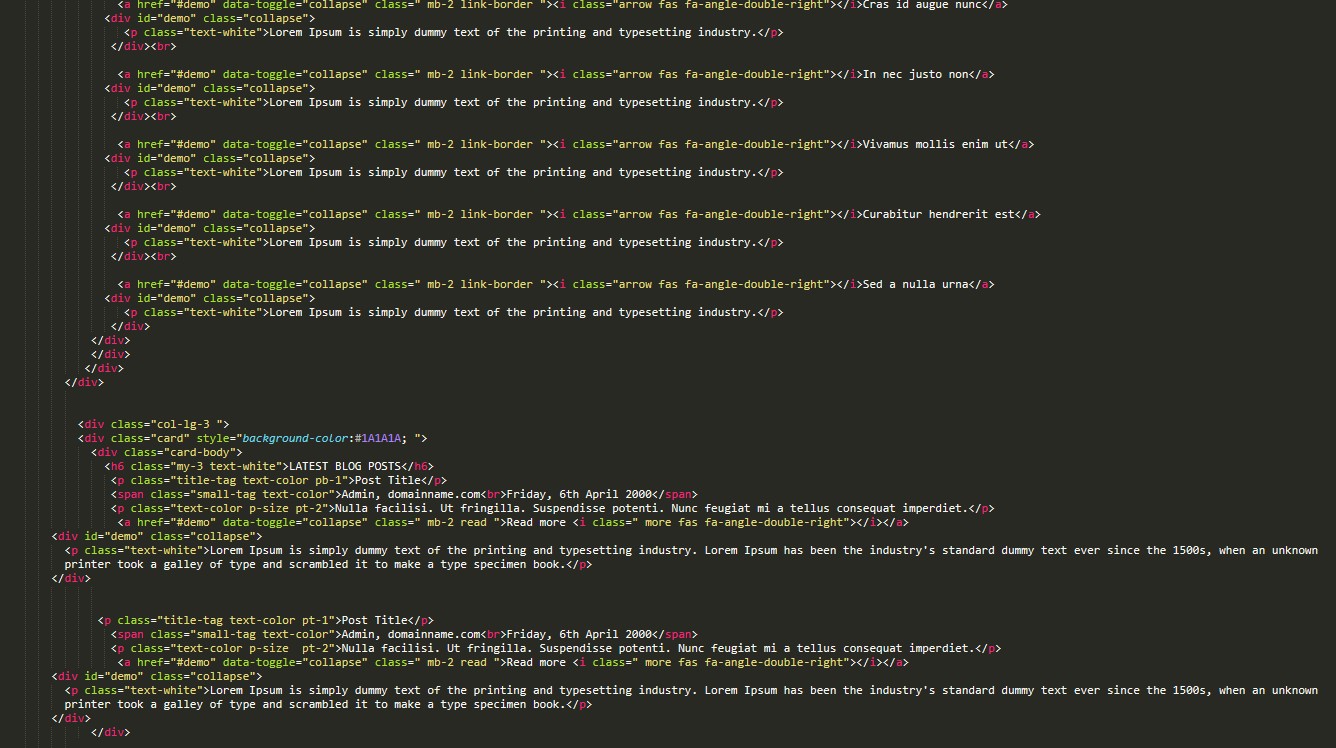 <a href="#demo" data-toggle="collapse" class=" mb-2 link-border "><i class="arrow fas fa-angle-double-right"></i>Cras id augue nunc</a>
<div id="demo" class="collapse">
<p class="text-white">Lorem Ipsum is simply dummy text of the printing and typesetting industry.</p>
</div><br>
<a href="#demo" data-toggle="collapse" class=" mb-2 link-border "><i class="arrow fas fa-angle-double-right"></i>In nec justo non</a>
<div id="demo" class="collapse">
<p class="text-white">Lorem Ipsum is simply dummy text of the printing and typesetting industry.</p>
</div><br>
<a href="#demo" data-toggle="collapse" class=" mb-2 link-border "><i class="arrow fas fa-angle-double-right"></i>Vivamus mollis enim ut</a>
<div id="demo" class="collapse">
<p class="text-white">Lorem Ipsum is simply dummy text of the printing and typesetting industry.</p>
</div><br>
<a href="#demo" data-toggle="collapse" class=" mb-2 link-border "><i class="arrow fas fa-angle-double-right"></i>Curabitur hendrerit est</a>
<div id="demo" class="collapse">
<p class="text-white">Lorem Ipsum is simply dummy text of the printing and typesetting industry.</p>
</div><br>
<a href="#demo" data-toggle="collapse" class=" mb-2 link-border "><i class="arrow fas fa-angle-double-right"></i>Sed a nulla urna</a>
<div id="demo" class="collapse">
<p class="text-white">Lorem Ipsum is simply dummy text of the printing and typesetting industry.</p>
</div>
</div>
</div>
</div>
</div>
<div class="col-lg-3 ">
<div class="card" style="background-color:#1A1A1A; ">
<div class="card-body">
<h6 class="my-3 text-white">LATEST BLOG POSTS</h6>
<p class="title-tag text-color pb-1">Post Title</p>
<span class="small-tag text-color">Admin, domainname.com<br>Friday, 6th April 2000</span>
<p class="text-color p-size pt-2">Nulla facilisi. Ut fringilla. Suspendisse potenti. Nunc feugiat mi a tellus consequat imperdiet.</p>
<a href="#demo" data-toggle="collapse" class=" mb-2 read ">Read more <i class=" more fas fa-angle-double-right"></i></a>
<div id="demo" class="collapse">
<p class="text-white">Lorem Ipsum is simply dummy text of the printing and typesetting industry. Lorem Ipsum has been the industry's standard dummy text ever since the 1500s, when an unknown
printer took a galley of type and scrambled it to make a type specimen book.</p>
</div>
<p class="title-tag text-color pt-1">Post Title</p>
<span class="small-tag text-color">Admin, domainname.com<br>Friday, 6th April 2000</span>
<p class="text-color p-size  pt-2">Nulla facilisi. Ut fringilla. Suspendisse potenti. Nunc feugiat mi a tellus consequat imperdiet.</p>
<a href="#demo" data-toggle="collapse" class=" mb-2 read ">Read more <i class=" more fas fa-angle-double-right"></i></a>
<div id="demo" class="collapse">
<p class="text-white">Lorem Ipsum is simply dummy text of the printing and typesetting industry. Lorem Ipsum has been the industry's standard dummy text ever since the 1500s, when an unknown
printer took a galley of type and scrambled it to make a type specimen book.</p>
</div>
</div>